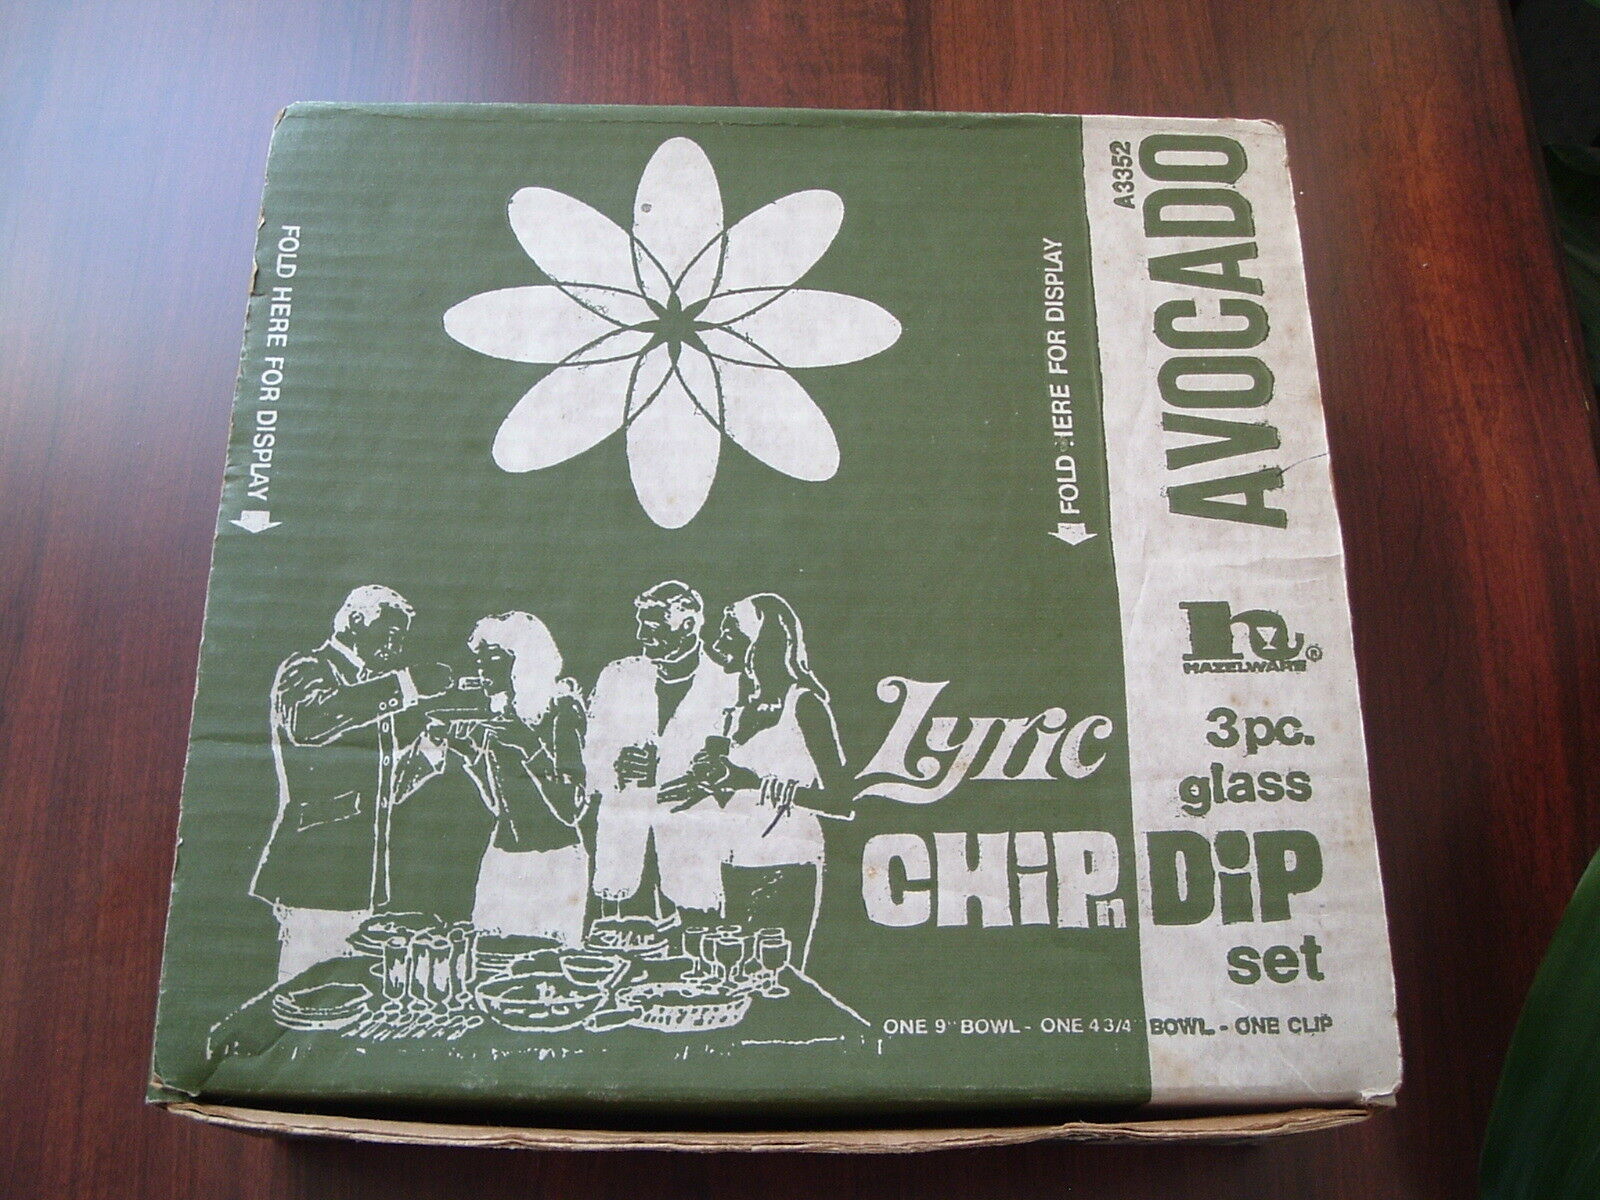 FOLD HERE FOR DISPLAY
FOLD HERE FOR DISPLAY
A3352
AVOCADO
h
HAZELWARE®
Lyric
3pc.
glass
CHiP n DiP
set
ONE 9" BOWL - ONE 4 3/4 BOWL - ONE CLIP